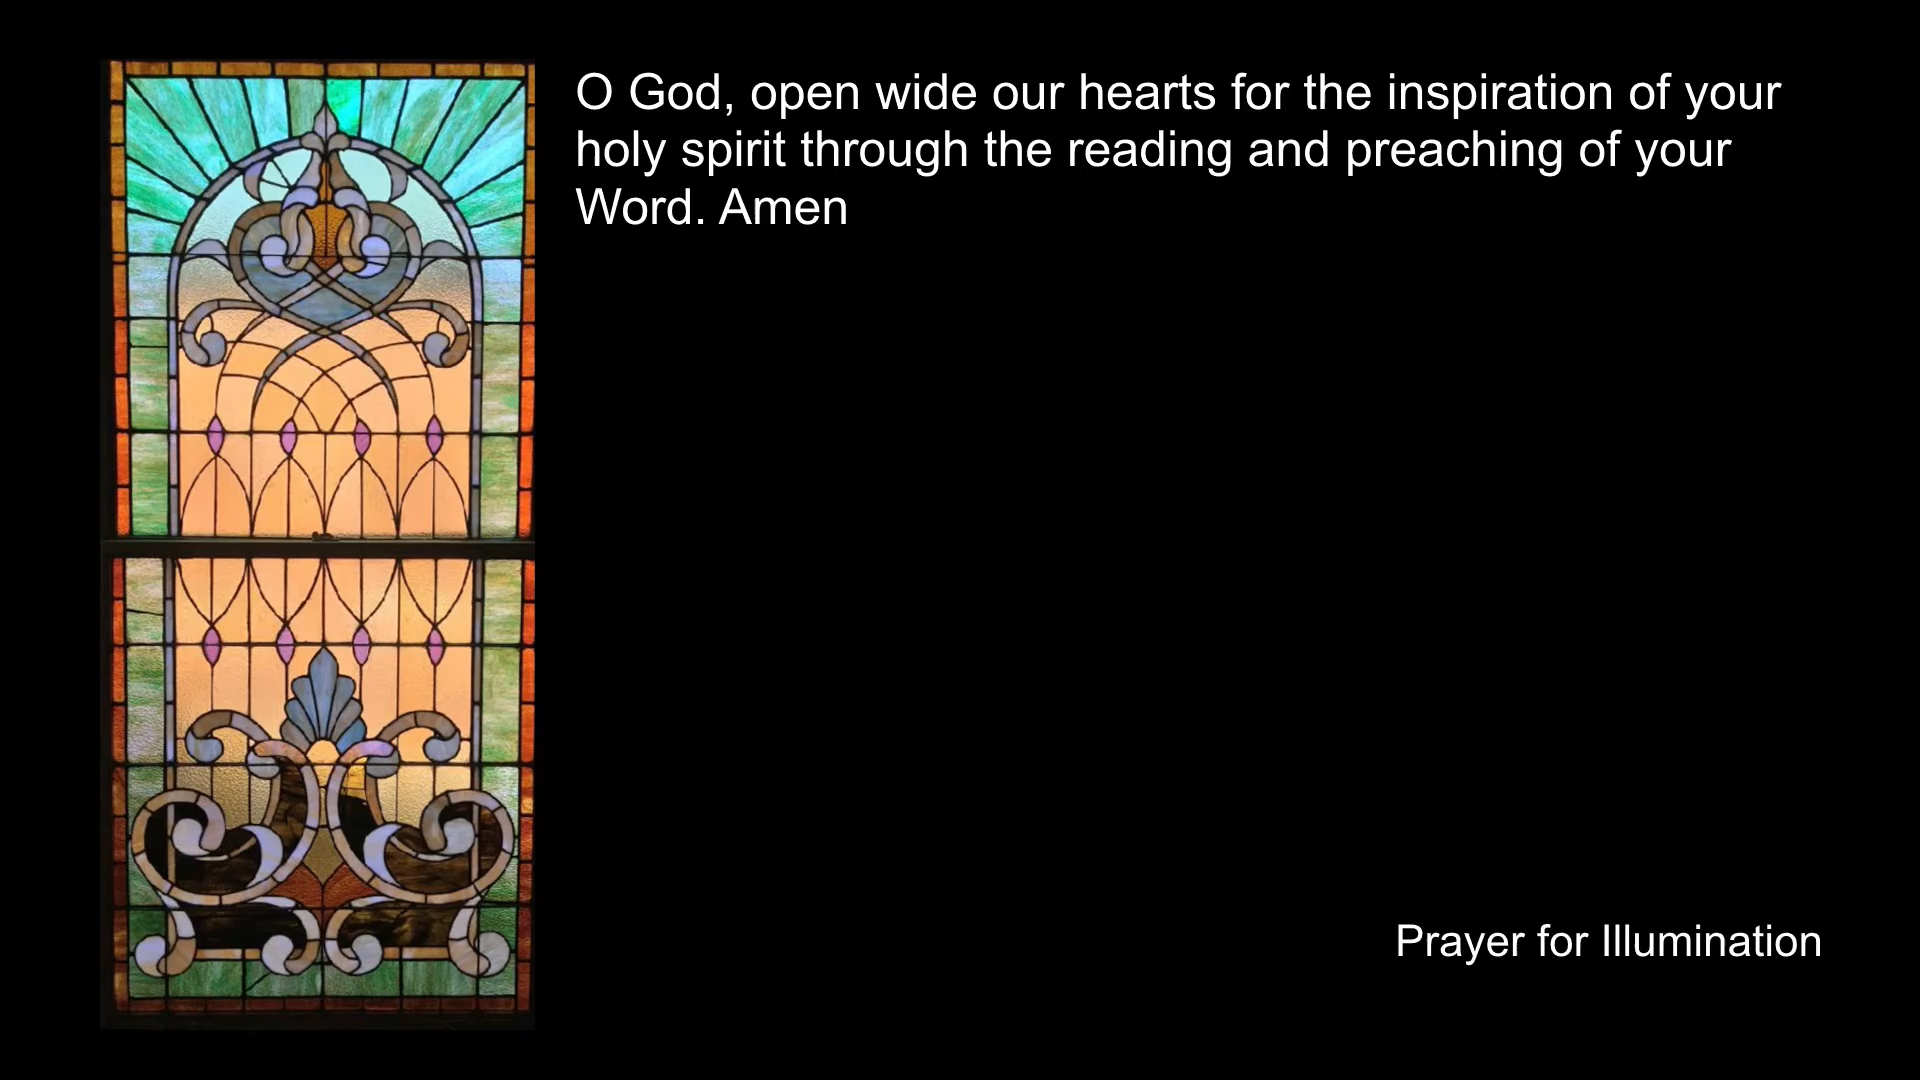 O God, open wide our hearts for the inspiration of your
holy spirit through the reading and preaching of your
Word. Amen
Prayer for Illumination